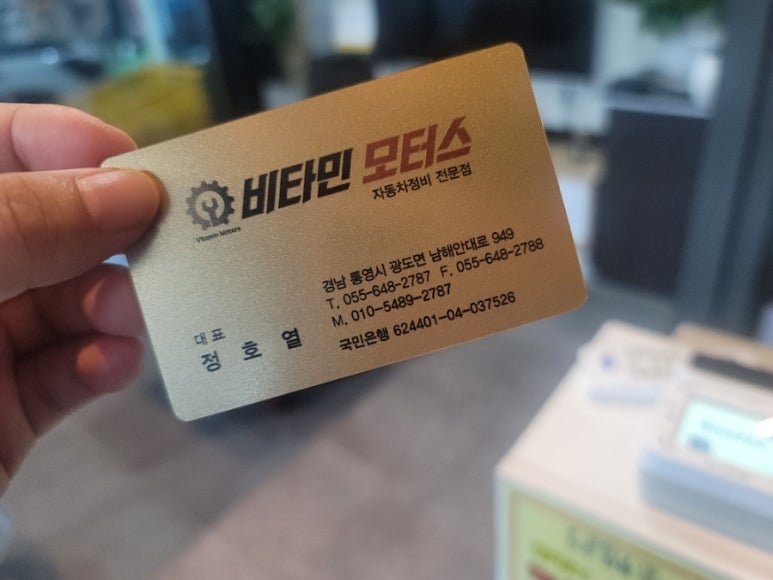 비타민 모터스
자동차정비 전문점
Vitamin Motors
경남 통영시 광도면 남해안대로 949
T. 055-648-2787 F. 055-648-2788
M. 010-5489-2787
국민은행 624401-04-037526
대표
정 호 열